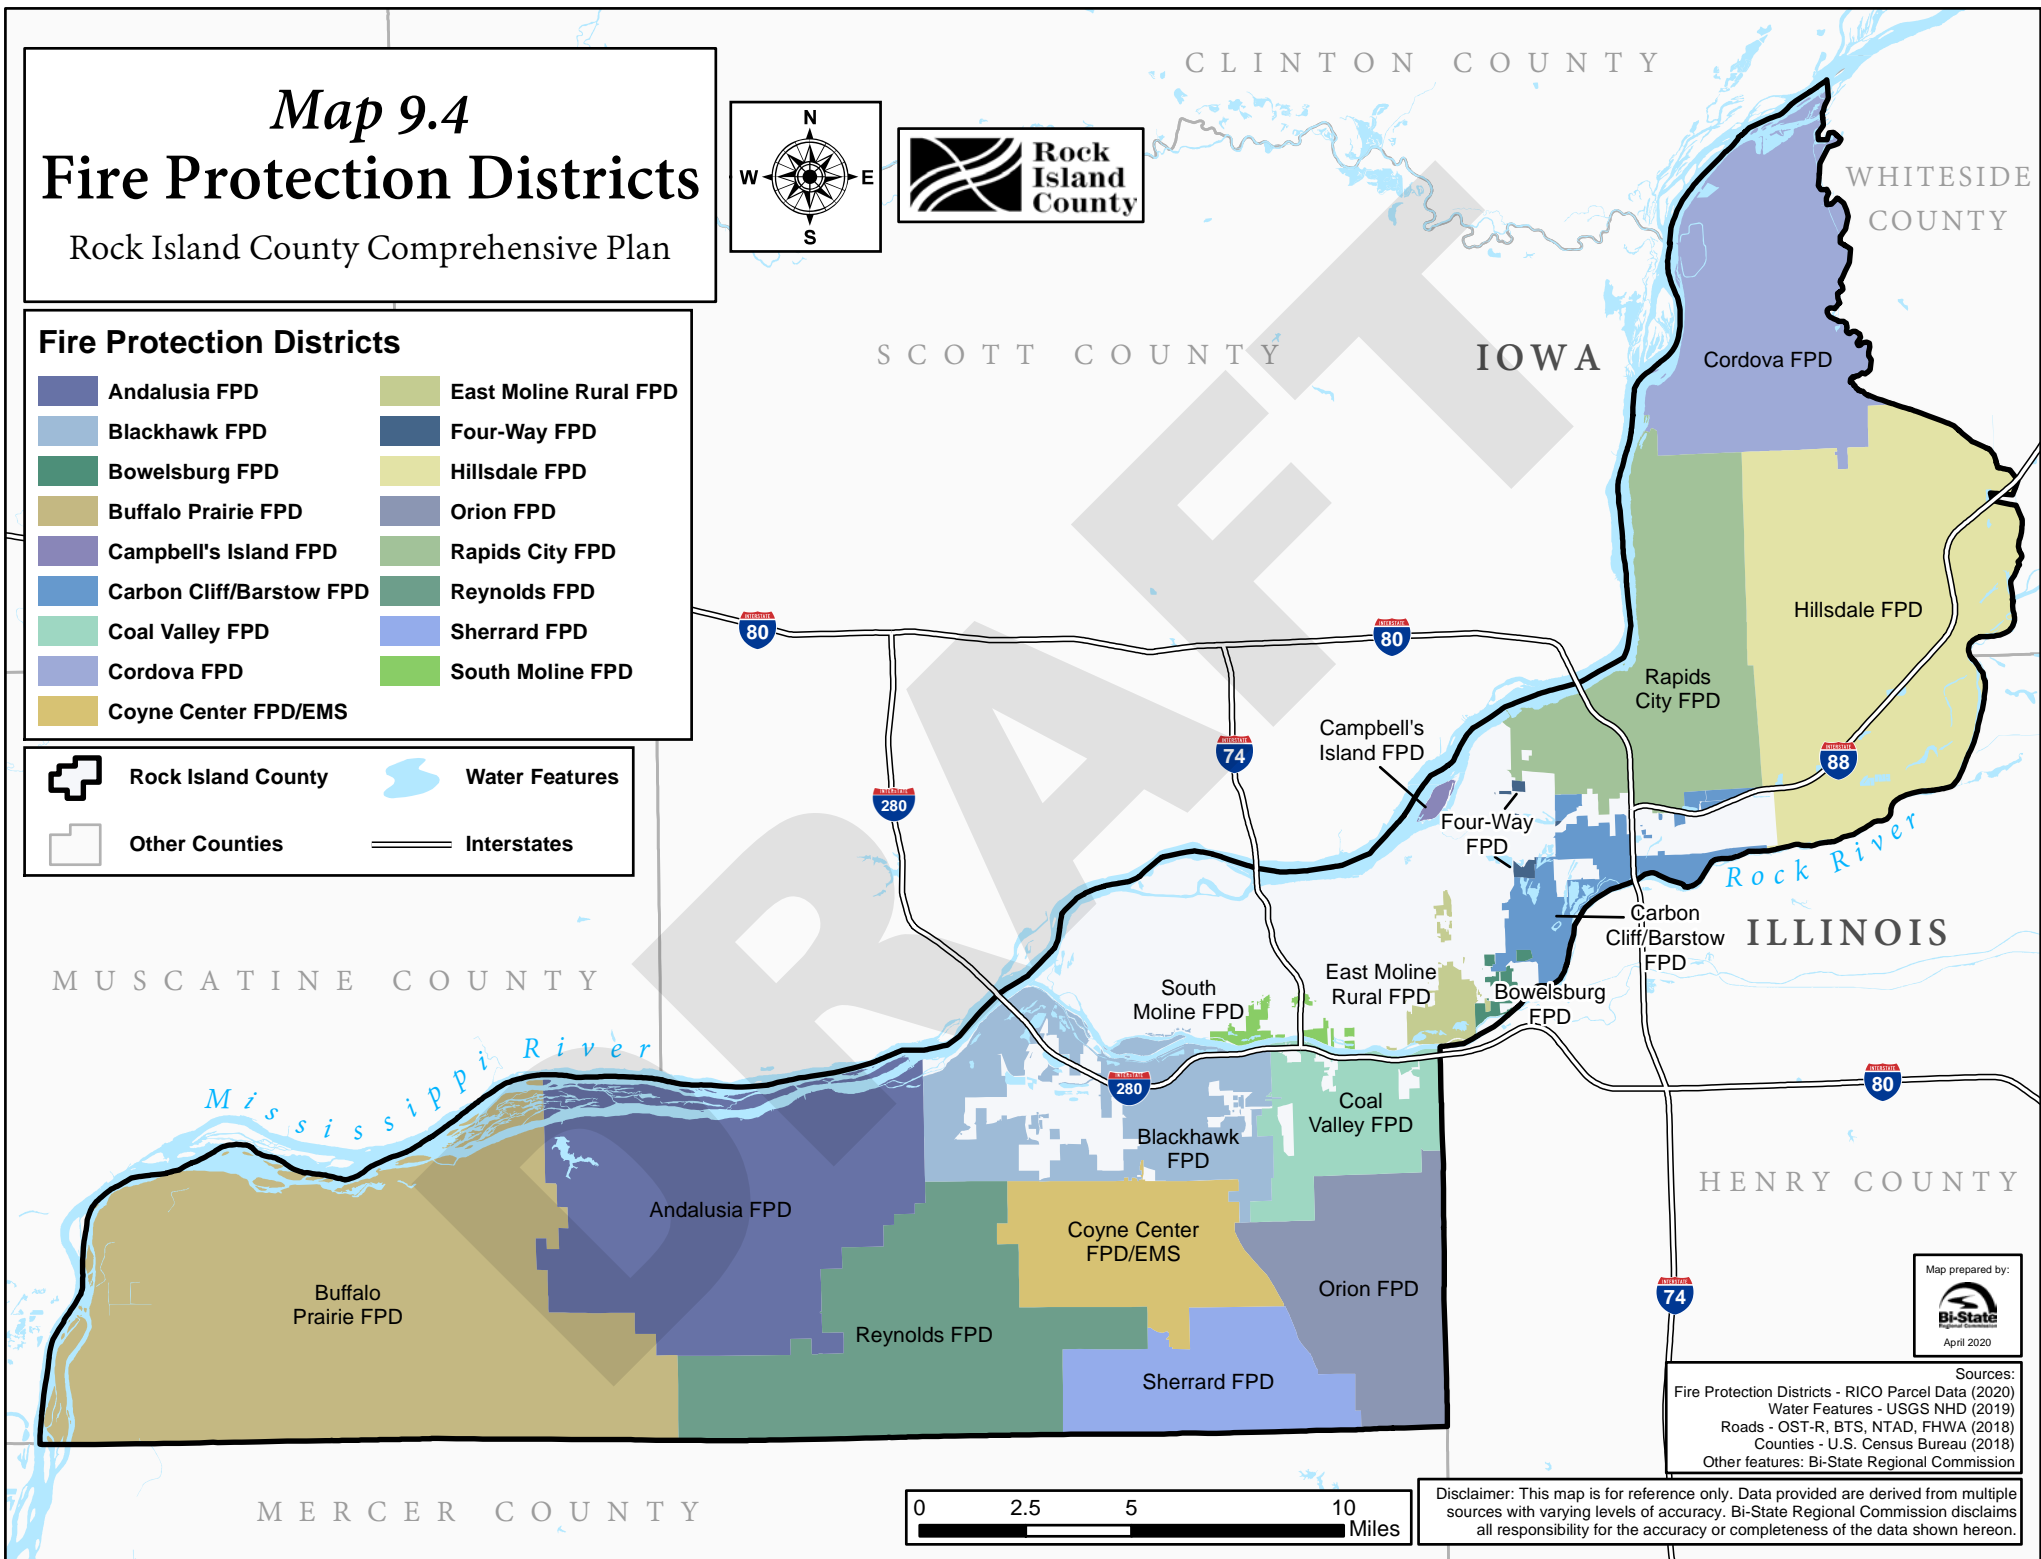 Map 9.4
Fire Protection Districts
Rock Island County Comprehensive Plan
N
W
E
S
Rock
Island
County
Fire Protection Districts
Andalusia FPD
Blackhawk FPD
Bowelsburg FPD
Buffalo Prairie FPD
Campbell's Island FPD
Carbon Cliff/Barstow FPD
Coal Valley FPD
Cordova FPD
Coyne Center FPD/EMS
East Moline Rural FPD
Four-Way FPD
Hillsdale FPD
Orion FPD
Rapids City FPD
Reynolds FPD
Sherrard FPD
South Moline FPD
Rock Island County
Water Features
Other Counties
Interstates
DRAFT
CLINTON COUNTY
WHITESIDE
COUNTY
SCOTT COUNTY
IOWA
Cordova FPD
Hillsdale FPD
Rapids
City FPD
INTERSTATE
80
INTERSTATE
80
INTERSTATE
74
INTERSTATE
280
INTERSTATE
88
Campbell's
Island FPD
Four-Way
FPD
Rock River
Carbon
Cliff/Barstow
FPD
ILLINOIS
MUSCATINE COUNTY
South
Moline FPD
East Moline
Rural FPD
Bowelsburg
FPD
Mississippi River
INTERSTATE
280
INTERSTATE
80
Coal
Valley FPD
Blackhawk
FPD
HENRY COUNTY
Andalusia FPD
Coyne Center
FPD/EMS
Buffalo
Prairie FPD
Orion FPD
INTERSTATE
74
Reynolds FPD
Sherrard FPD
Map prepared by:
Bi-State
Regional Commission
April 2020
Sources:
Fire Protection Districts - RICO Parcel Data (2020)
Water Features - USGS NHD (2019)
Roads - OST-R, BTS, NTAD, FHWA (2018)
Counties - U.S. Census Bureau (2018)
Other features: Bi-State Regional Commission
MERCER COUNTY
0 2.5 5 10
Miles
Disclaimer: This map is for reference only. Data provided are derived from multiple
sources with varying levels of accuracy. Bi-State Regional Commission disclaims
all responsibility for the accuracy or completeness of the data shown hereon.